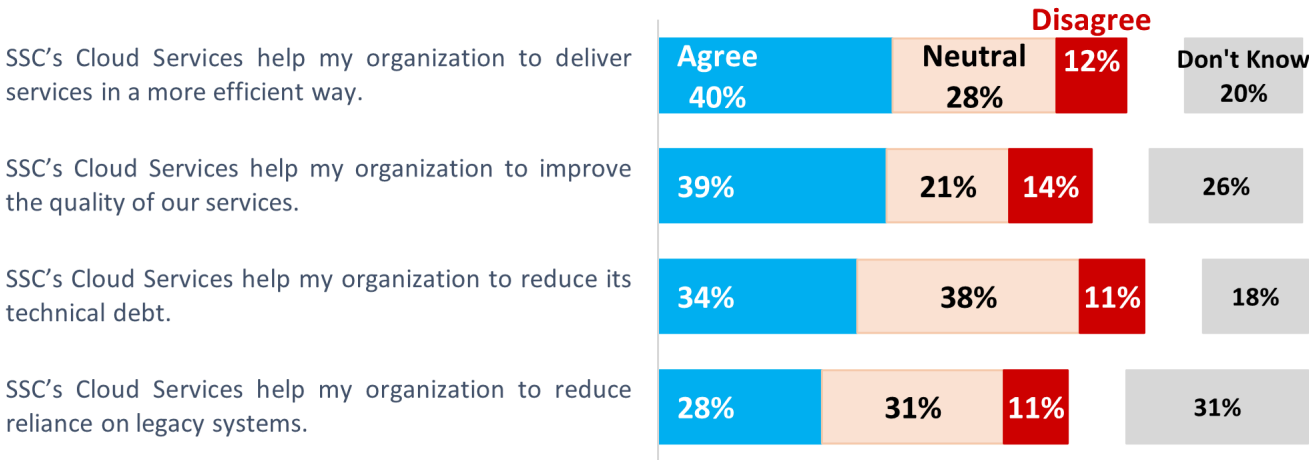 Disagree
SSC’s Cloud Services help my organization to deliver
services in a more efficient way.
Agree Neutral 12% Don't Know
40% 28% 20%
SSC’s Cloud Services help my organization to improve
the quality of our services.
39% 21% 14% 26%
SSC’s Cloud Services help my organization to reduce its
technical debt.
34% 38% 11% 18%
SSC’s Cloud Services help my organization to reduce
reliance on legacy systems.
28% 31% 11% 31%